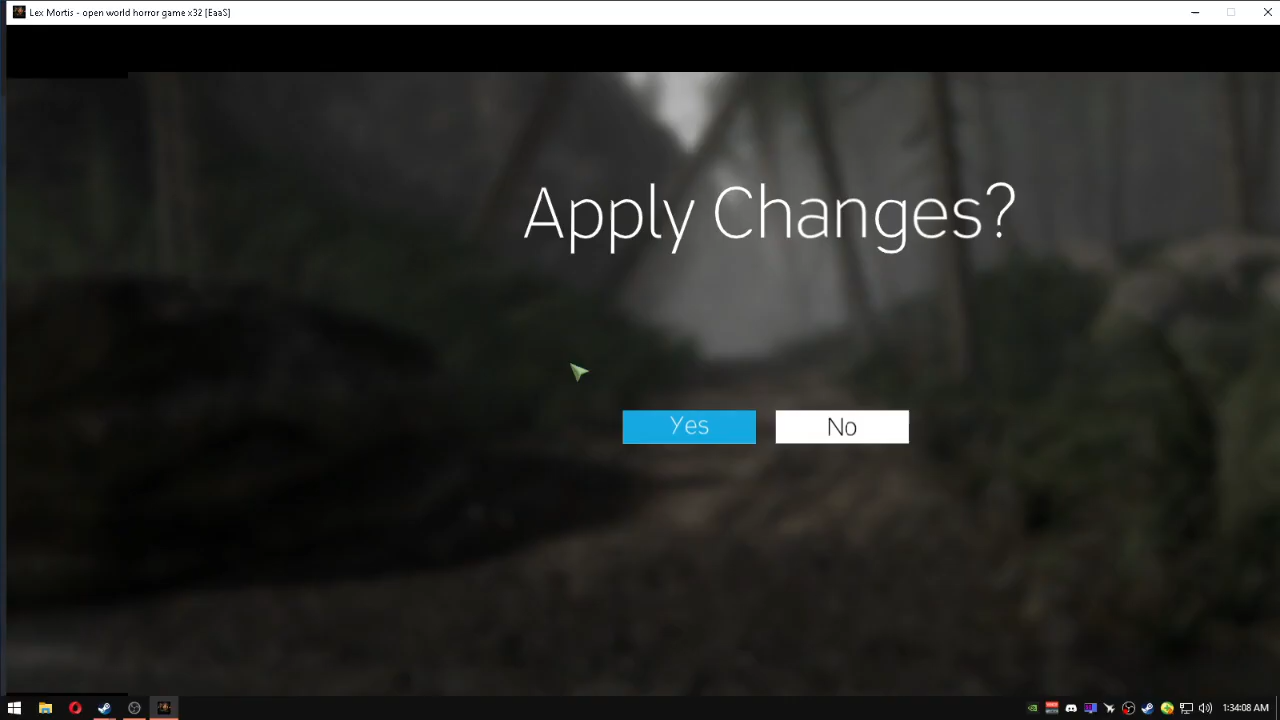 Lex Mortis - open world horror game x32 [EaaS]
Apply Changes?
Yes
No
1:34:08 AM